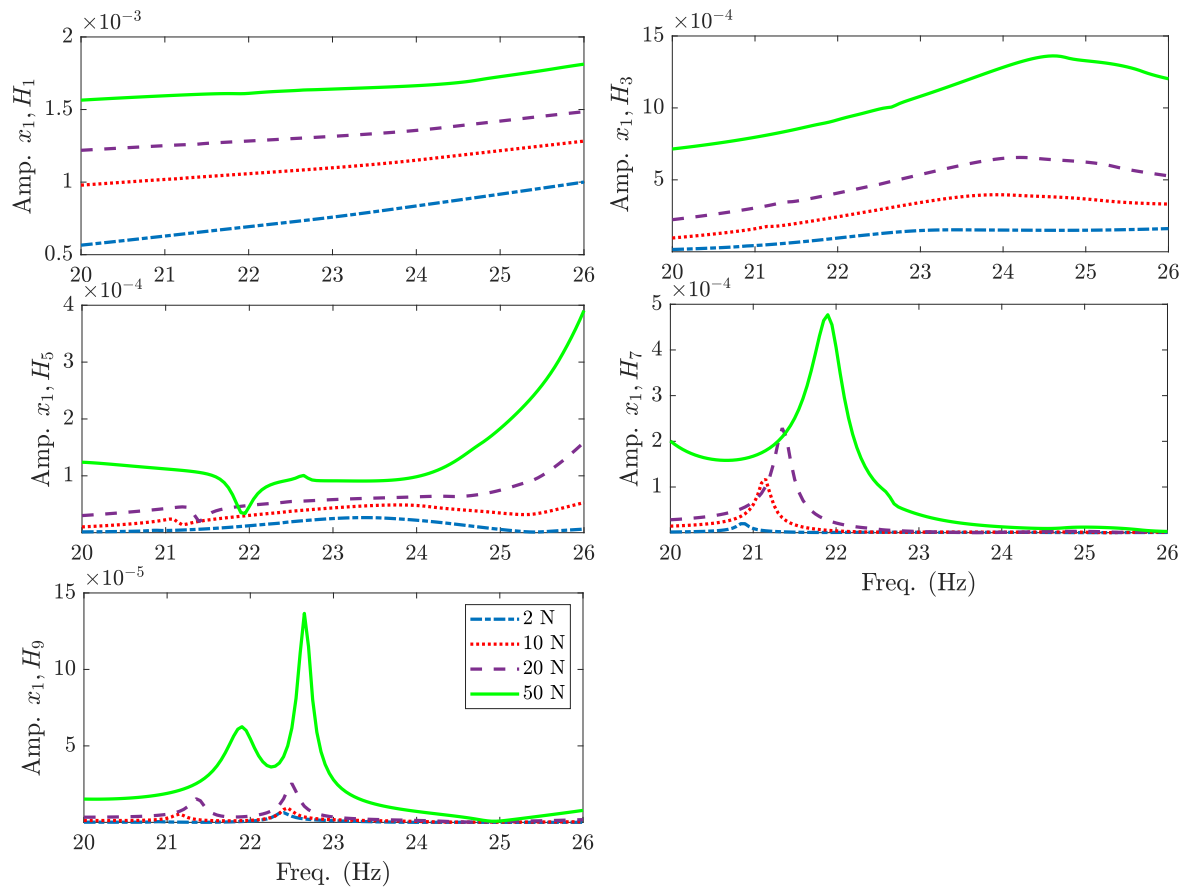 ×10⁻³
2
1.5
1
0.5
Amp. x₁, H₁
20 21 22 23 24 25 26
×10⁻⁴
15
10
5
Amp. x₁, H₃
20 21 22 23 24 25 26
×10⁻⁴
4
3
2
1
Amp. x₁, H₅
20 21 22 23 24 25 26
×10⁻⁴
5
4
3
2
1
Amp. x₁, H₇
20 21 22 23 24 25 26
Freq. (Hz)
×10⁻⁵
15
10
5
Amp. x₁, H₉
2 N
10 N
20 N
50 N
20 21 22 23 24 25 26
Freq. (Hz)